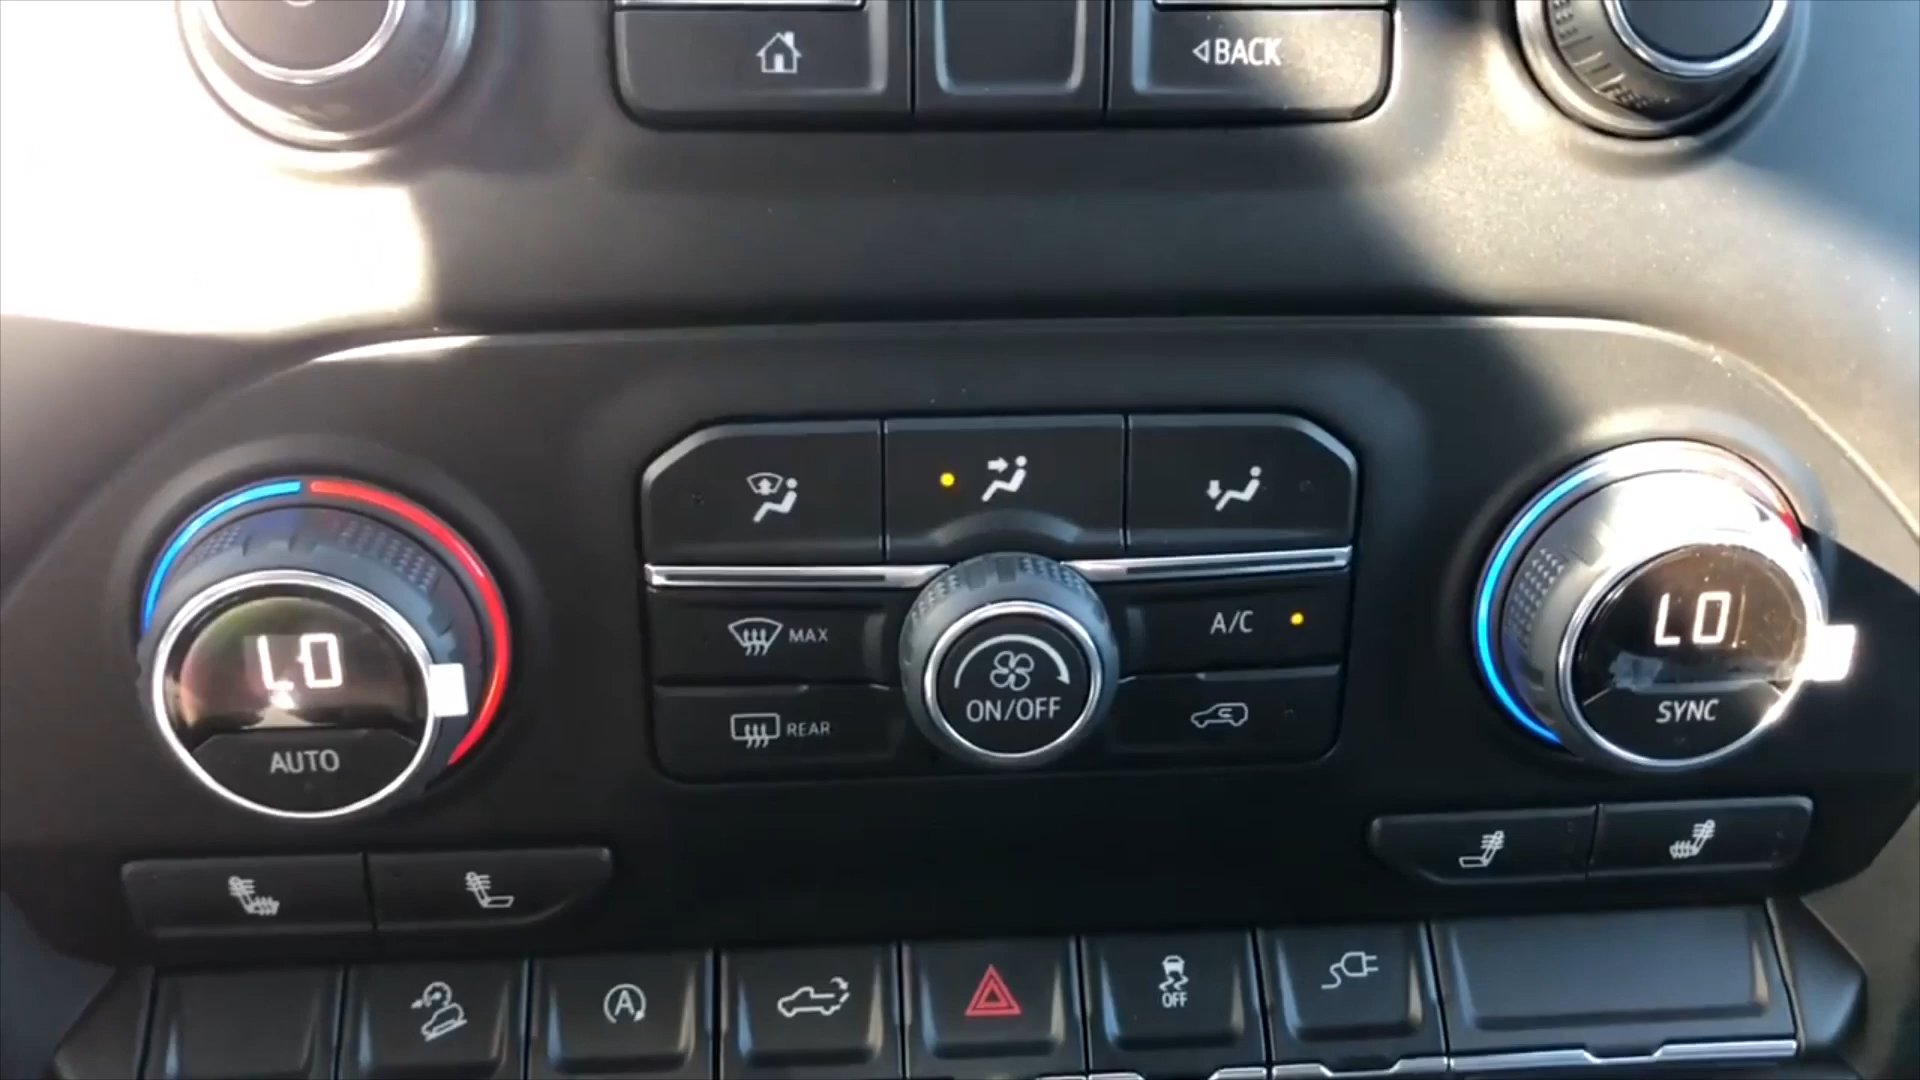 BACK
LO
AUTO
MAX
REAR
ON/OFF
A/C
LO
SYNC
A
OFF